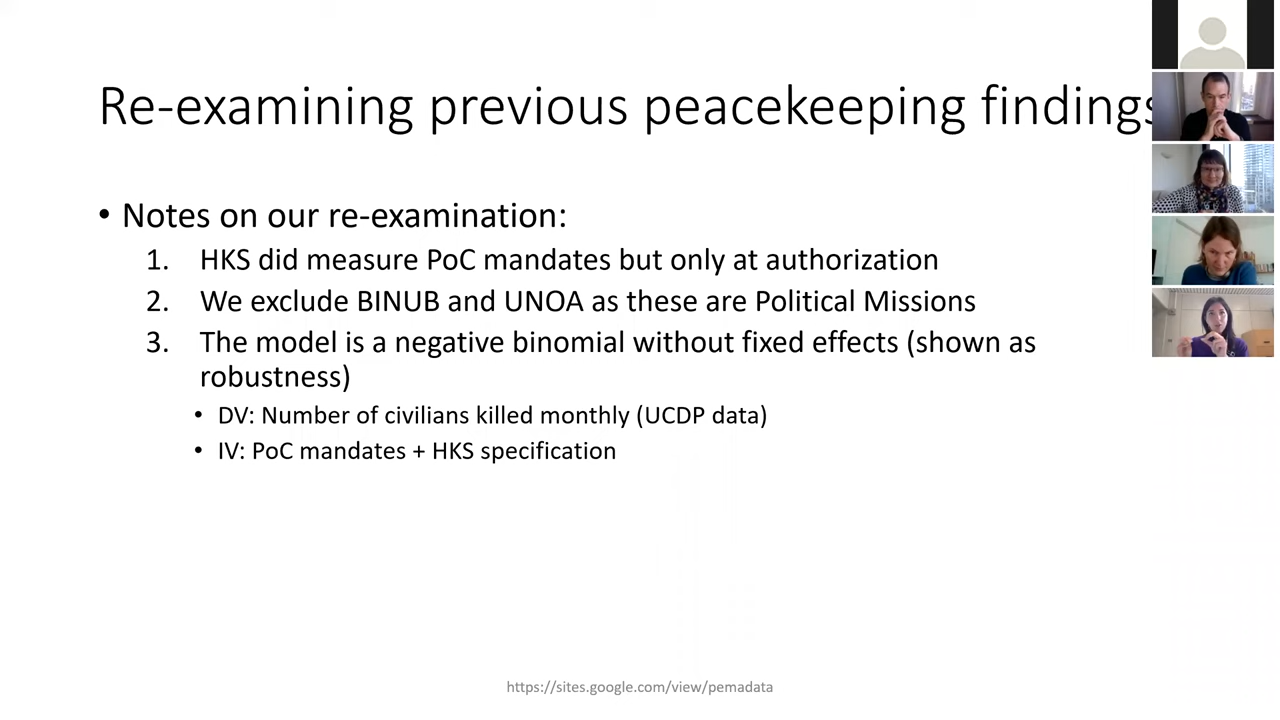 Re-examining previous peacekeeping findings
• Notes on our re-examination:
1. HKS did measure PoC mandates but only at authorization
2. We exclude BINUB and UNOA as these are Political Missions
3. The model is a negative binomial without fixed effects (shown as
robustness)
• DV: Number of civilians killed monthly (UCDP data)
• IV: PoC mandates + HKS specification
https://sites.google.com/view/pemadata